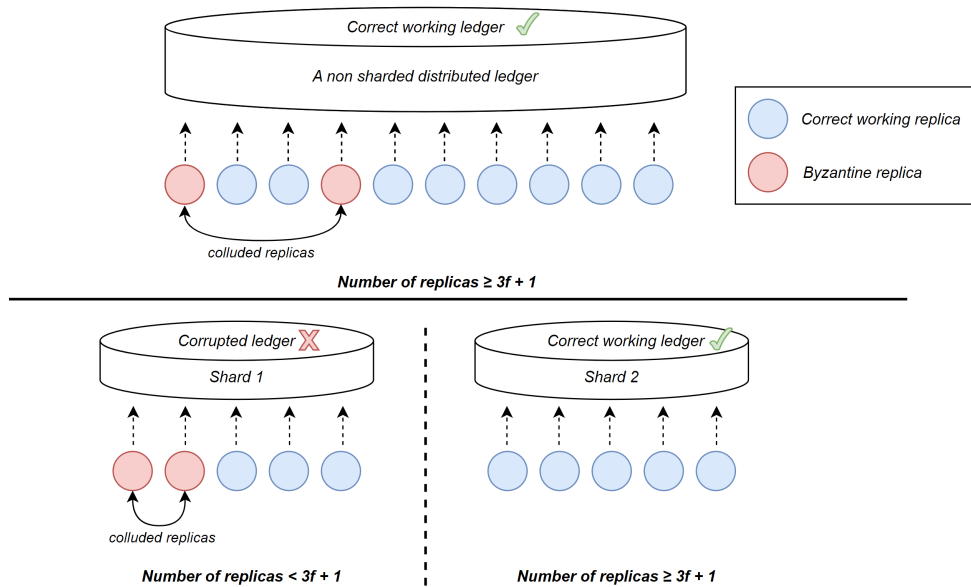 Correct working ledger
A non sharded distributed ledger
Correct working replica
Byzantine replica
colluded replicas
Number of replicas ≥ 3f + 1
Corrupted ledger
Shard 1
Correct working ledger
Shard 2
colluded replicas
Number of replicas < 3f + 1
Number of replicas ≥ 3f + 1